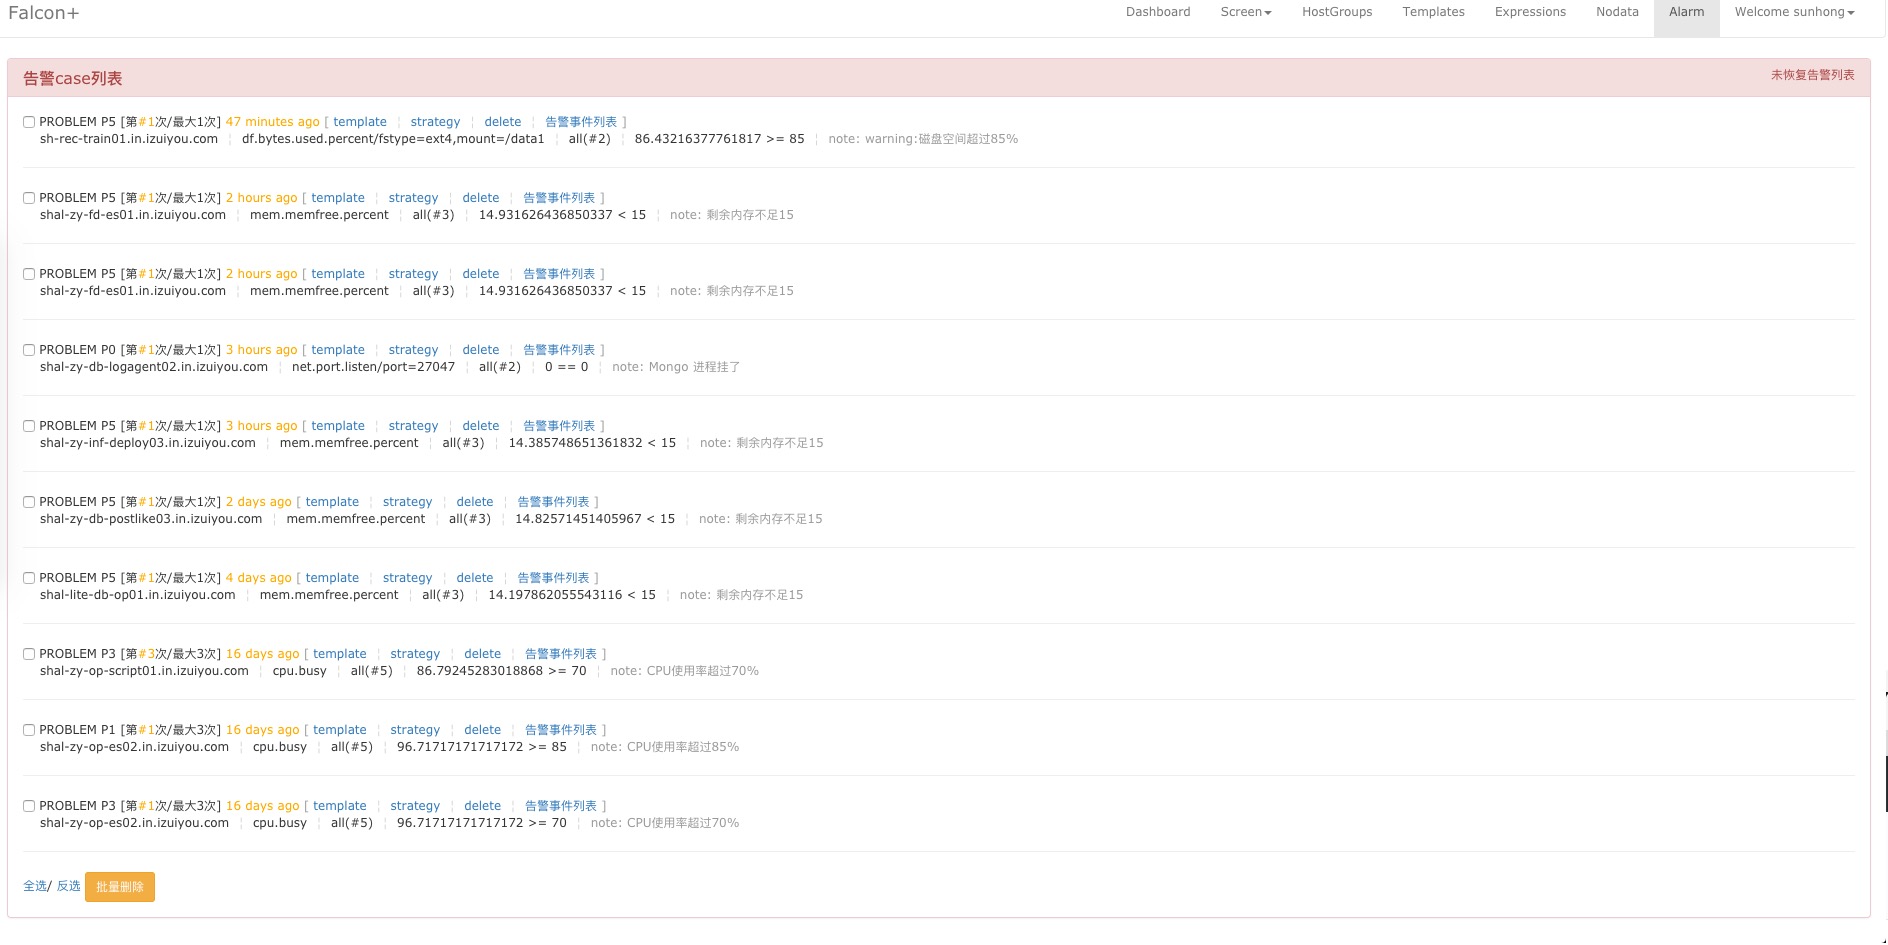 Falcon+ Dashboard Screen HostGroups Templates Expressions Nodata Alarm Welcome sunhong
告警case列表 未恢复告警列表
PROBLEM P5 [第#1次/最大1次] 47 minutes ago [ template ¦ strategy ¦ delete ¦ 告警事件列表 ]
sh-rec-train01.in.izuiyou.com ¦ df.bytes.used.percent/fstype=ext4,mount=/data1 ¦ all(#2) ¦ 86.43216377761817 >= 85 ¦ note: warning:磁盘空间超过85%
PROBLEM P5 [第#1次/最大1次] 2 hours ago [ template ¦ strategy ¦ delete ¦ 告警事件列表 ]
shal-zy-fd-es01.in.izuiyou.com ¦ mem.memfree.percent ¦ all(#3) ¦ 14.931626436850337 < 15 ¦ note: 剩余内存不足15
PROBLEM P5 [第#1次/最大1次] 2 hours ago [ template ¦ strategy ¦ delete ¦ 告警事件列表 ]
shal-zy-fd-es01.in.izuiyou.com ¦ mem.memfree.percent ¦ all(#3) ¦ 14.931626436850337 < 15 ¦ note: 剩余内存不足15
PROBLEM P0 [第#1次/最大1次] 3 hours ago [ template ¦ strategy ¦ delete ¦ 告警事件列表 ]
shal-zy-db-logagent02.in.izuiyou.com ¦ net.port.listen/port=27047 ¦ all(#2) ¦ 0 == 0 ¦ note: Mongo 进程挂了
PROBLEM P5 [第#1次/最大1次] 3 hours ago [ template ¦ strategy ¦ delete ¦ 告警事件列表 ]
shal-zy-inf-deploy03.in.izuiyou.com ¦ mem.memfree.percent ¦ all(#3) ¦ 14.385748651361832 < 15 ¦ note: 剩余内存不足15
PROBLEM P5 [第#1次/最大1次] 2 days ago [ template ¦ strategy ¦ delete ¦ 告警事件列表 ]
shal-zy-db-postlike03.in.izuiyou.com ¦ mem.memfree.percent ¦ all(#3) ¦ 14.82571451405967 < 15 ¦ note: 剩余内存不足15
PROBLEM P5 [第#1次/最大1次] 4 days ago [ template ¦ strategy ¦ delete ¦ 告警事件列表 ]
shal-lite-db-op01.in.izuiyou.com ¦ mem.memfree.percent ¦ all(#3) ¦ 14.197862055543116 < 15 ¦ note: 剩余内存不足15
PROBLEM P3 [第#3次/最大3次] 16 days ago [ template ¦ strategy ¦ delete ¦ 告警事件列表 ]
shal-zy-op-script01.in.izuiyou.com ¦ cpu.busy ¦ all(#5) ¦ 86.79245283018868 >= 70 ¦ note: CPU使用率超过70%
PROBLEM P1 [第#1次/最大3次] 16 days ago [ template ¦ strategy ¦ delete ¦ 告警事件列表 ]
shal-zy-op-es02.in.izuiyou.com ¦ cpu.busy ¦ all(#5) ¦ 96.71717171717172 >= 85 ¦ note: CPU使用率超过85%
PROBLEM P3 [第#1次/最大3次] 16 days ago [ template ¦ strategy ¦ delete ¦ 告警事件列表 ]
shal-zy-op-es02.in.izuiyou.com ¦ cpu.busy ¦ all(#5) ¦ 96.71717171717172 >= 70 ¦ note: CPU使用率超过70%
全选/ 反选 批量删除